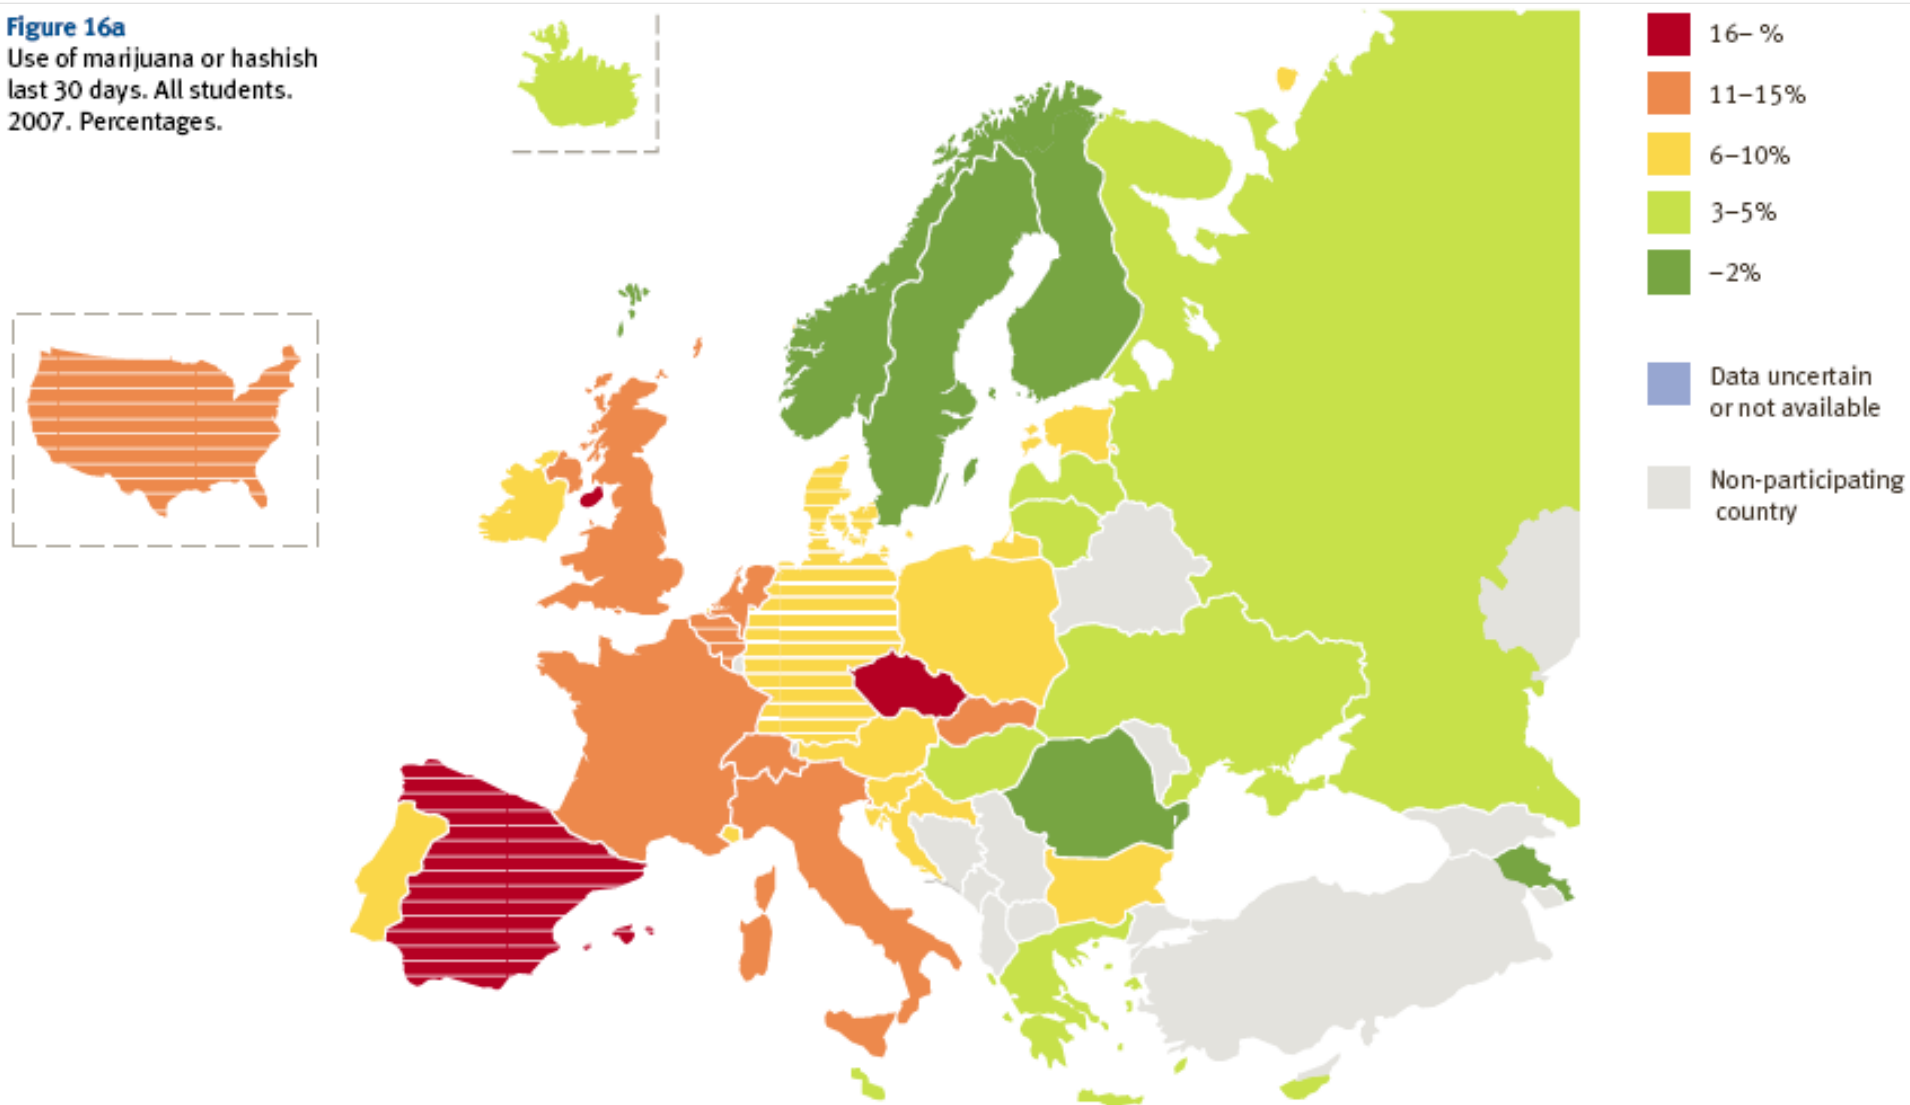 Figure 16a
Use of marijuana or hashish
last 30 days. All students.
2007. Percentages.
16– %
11–15%
6–10%
3–5%
–2%
Data uncertain
or not available
Non-participating
country